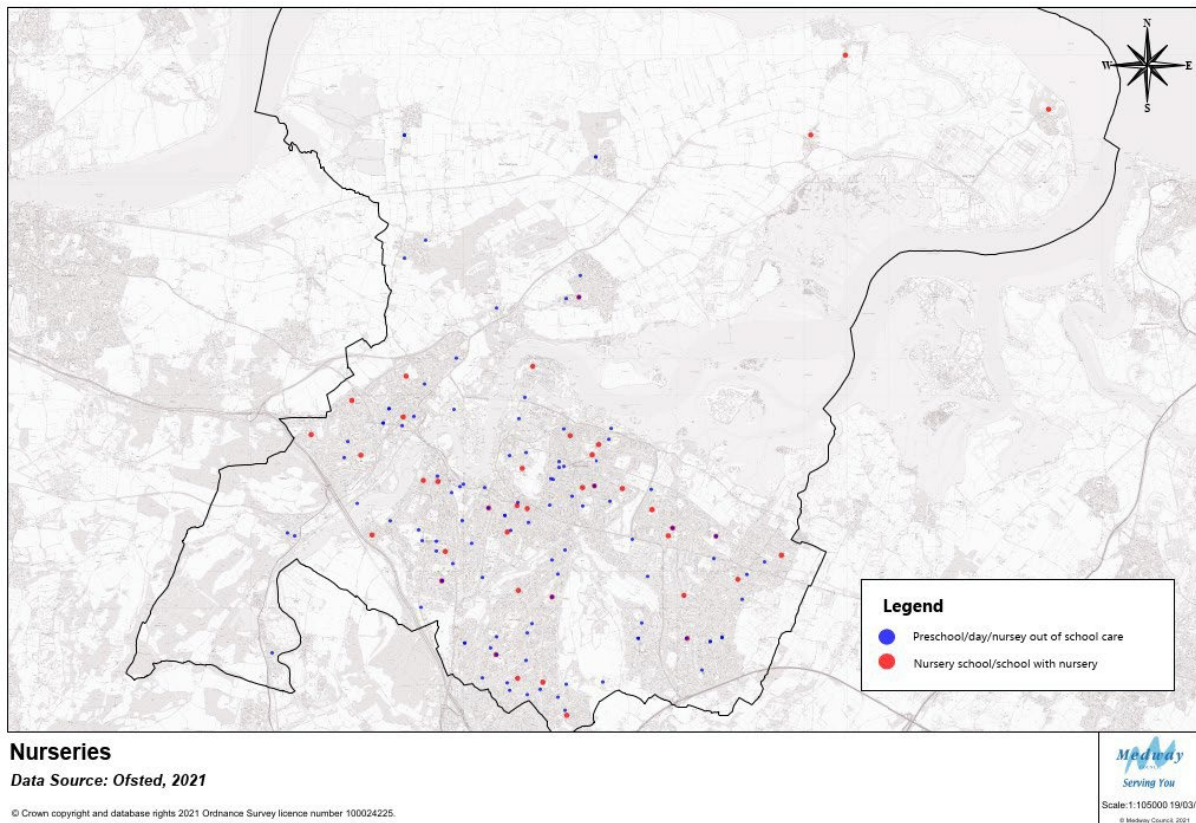 N
W E
S
Legend
Preschool/day/nursey out of school care
Nursery school/school with nursery
Nurseries
Data Source: Ofsted, 2021
© Crown copyright and database rights 2021 Ordnance Survey licence number 100024225.
Medway
COUNCIL
Serving You
Scale:1:105000 19/03/
© Medway Council, 2021